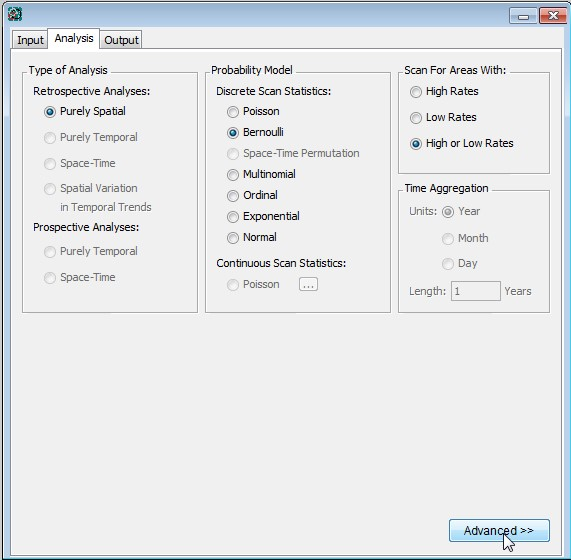 Input Analysis Output
Type of Analysis
Retrospective Analyses:
Purely Spatial
Purely Temporal
Space-Time
Spatial Variation
in Temporal Trends
Prospective Analyses:
Purely Temporal
Space-Time
Probability Model
Discrete Scan Statistics:
Poisson
Bernoulli
Space-Time Permutation
Multinomial
Ordinal
Exponential
Normal
Continuous Scan Statistics:
Poisson ...
Scan For Areas With:
High Rates
Low Rates
High or Low Rates
Time Aggregation
Units: Year
Month
Day
Length: 1 Years
Advanced >>